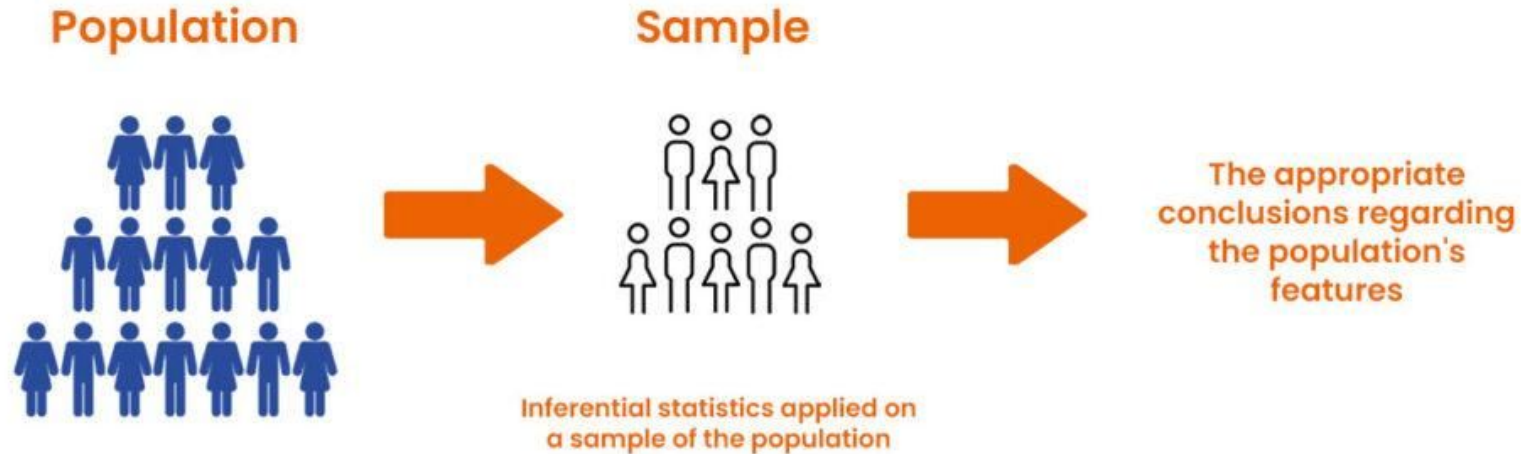 Population
Sample
The appropriate
conclusions regarding
the population's
features
Inferential statistics applied on
a sample of the population